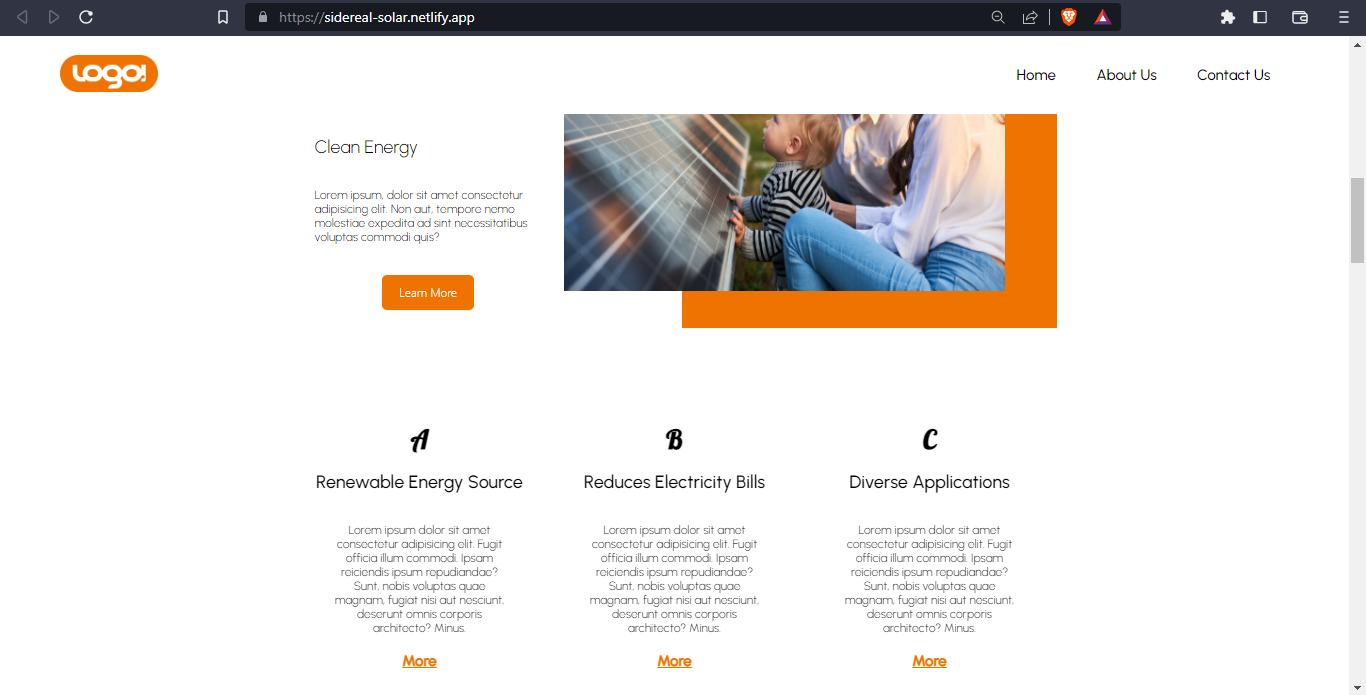 https://sidereal-solar.netlify.app
LOGO!
Home About Us Contact Us
Clean Energy
Lorem ipsum, dolor sit amet consectetur
adipisicing elit. Non aut, tempore nemo
molestiae expedita ad sint necessitatibus
voluptas commodi quis?
Learn More
A
Renewable Energy Source
Lorem ipsum dolor sit amet
consectetur adipisicing elit. Fugit
officia illum commodi. Ipsam
reiciendis ipsum repudiandae?
Sunt, nobis voluptas quae
magnam, fugiat nisi aut nesciunt,
deserunt omnis corporis
architecto? Minus.
More
B
Reduces Electricity Bills
Lorem ipsum dolor sit amet
consectetur adipisicing elit. Fugit
officia illum commodi. Ipsam
reiciendis ipsum repudiandae?
Sunt, nobis voluptas quae
magnam, fugiat nisi aut nesciunt,
deserunt omnis corporis
architecto? Minus.
More
C
Diverse Applications
Lorem ipsum dolor sit amet
consectetur adipisicing elit. Fugit
officia illum commodi. Ipsam
reiciendis ipsum repudiandae?
Sunt, nobis voluptas quae
magnam, fugiat nisi aut nesciunt,
deserunt omnis corporis
architecto? Minus.
More